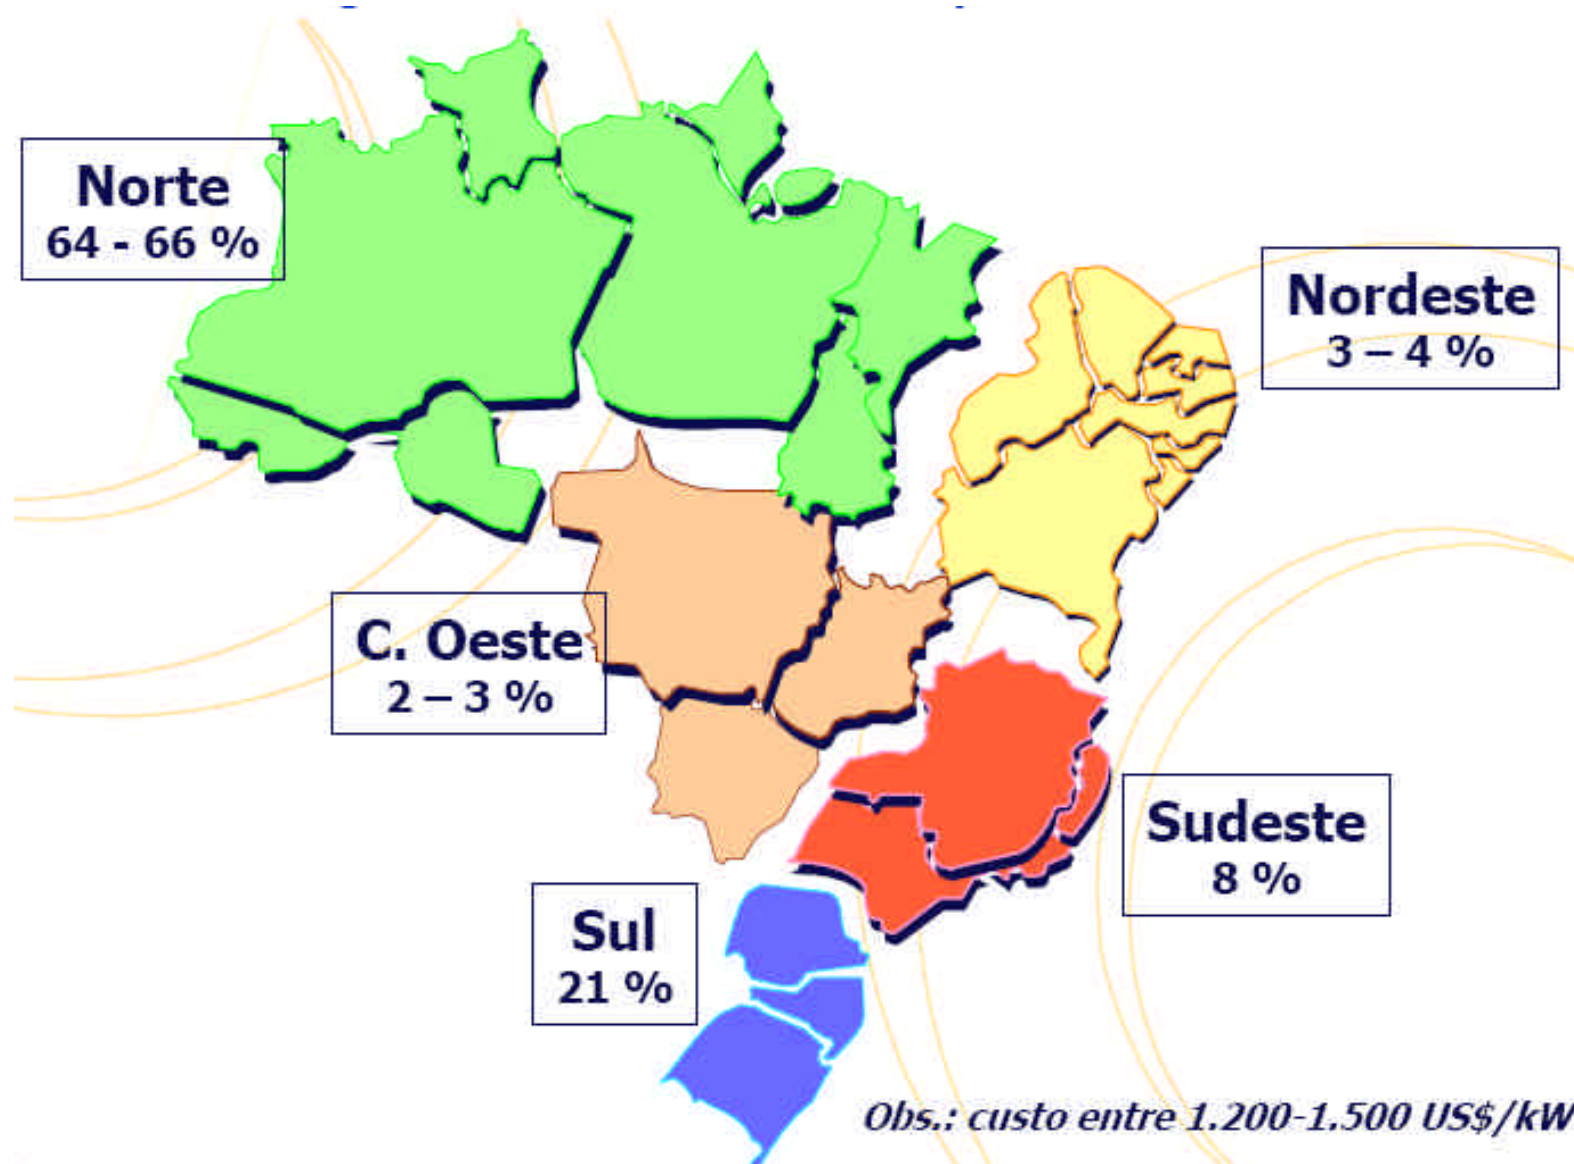 Norte
64 - 66 %
Nordeste
3 – 4 %
C. Oeste
2 – 3 %
Sudeste
8 %
Sul
21 %
Obs.: custo entre 1.200-1.500 US$/kW